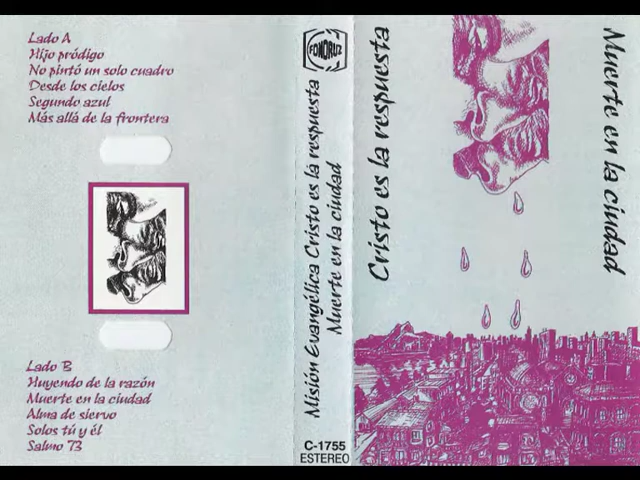 Lado A
Hijo pródigo
No pintó un solo cuadro
Desde los cielos
Segundo azul
Más allá de la frontera
Lado B
Huyendo de la razón
Muerte en la ciudad
Alma de siervo
Solos tú y él
Salmo 73
FONORUZ
Misión Evangélica Cristo es la respuesta
Muerte en la ciudad
C-1755
ESTEREO
Cristo es la respuesta
Muerte en la ciudad